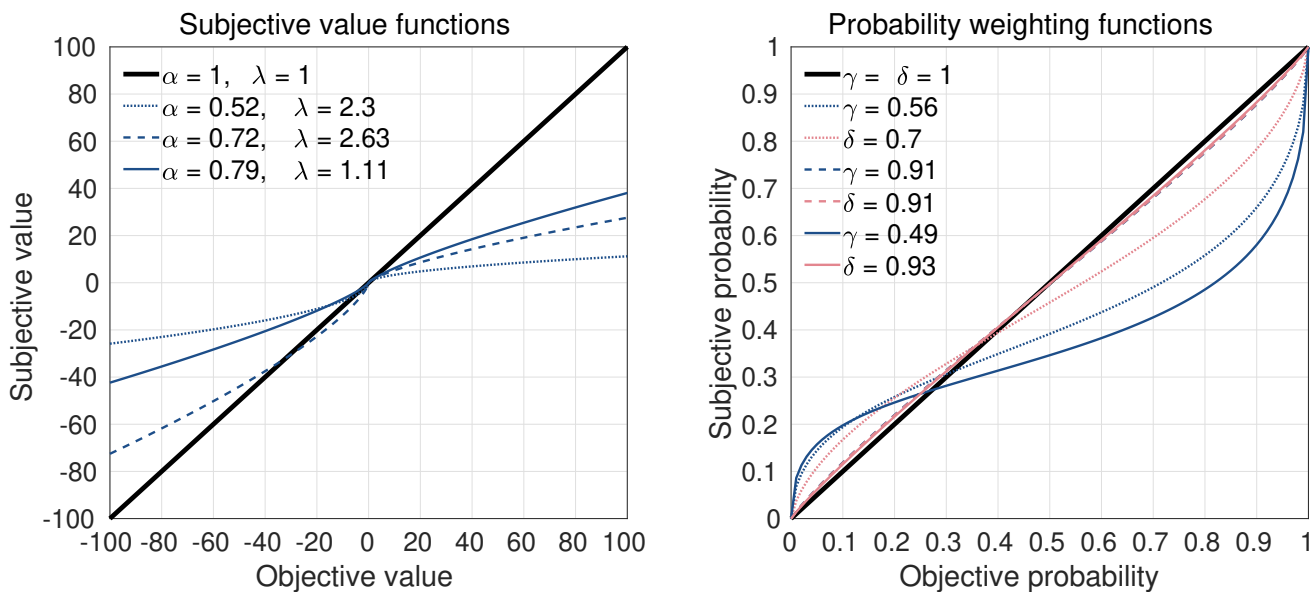 Subjective value functions
100
80
60
40
20
0
-20
-40
-60
-80
-100
Subjective value
α = 1, λ = 1
α = 0.52, λ = 2.3
α = 0.72, λ = 2.63
α = 0.79, λ = 1.11
-100 -80 -60 -40 -20 0 20 40 60 80 100
Objective value
Probability weighting functions
1
0.9
0.8
0.7
0.6
0.5
0.4
0.3
0.2
0.1
0
Subjective probability
γ = δ = 1
γ = 0.56
δ = 0.7
γ = 0.91
δ = 0.91
γ = 0.49
δ = 0.93
0 0.1 0.2 0.3 0.4 0.5 0.6 0.7 0.8 0.9 1
Objective probability